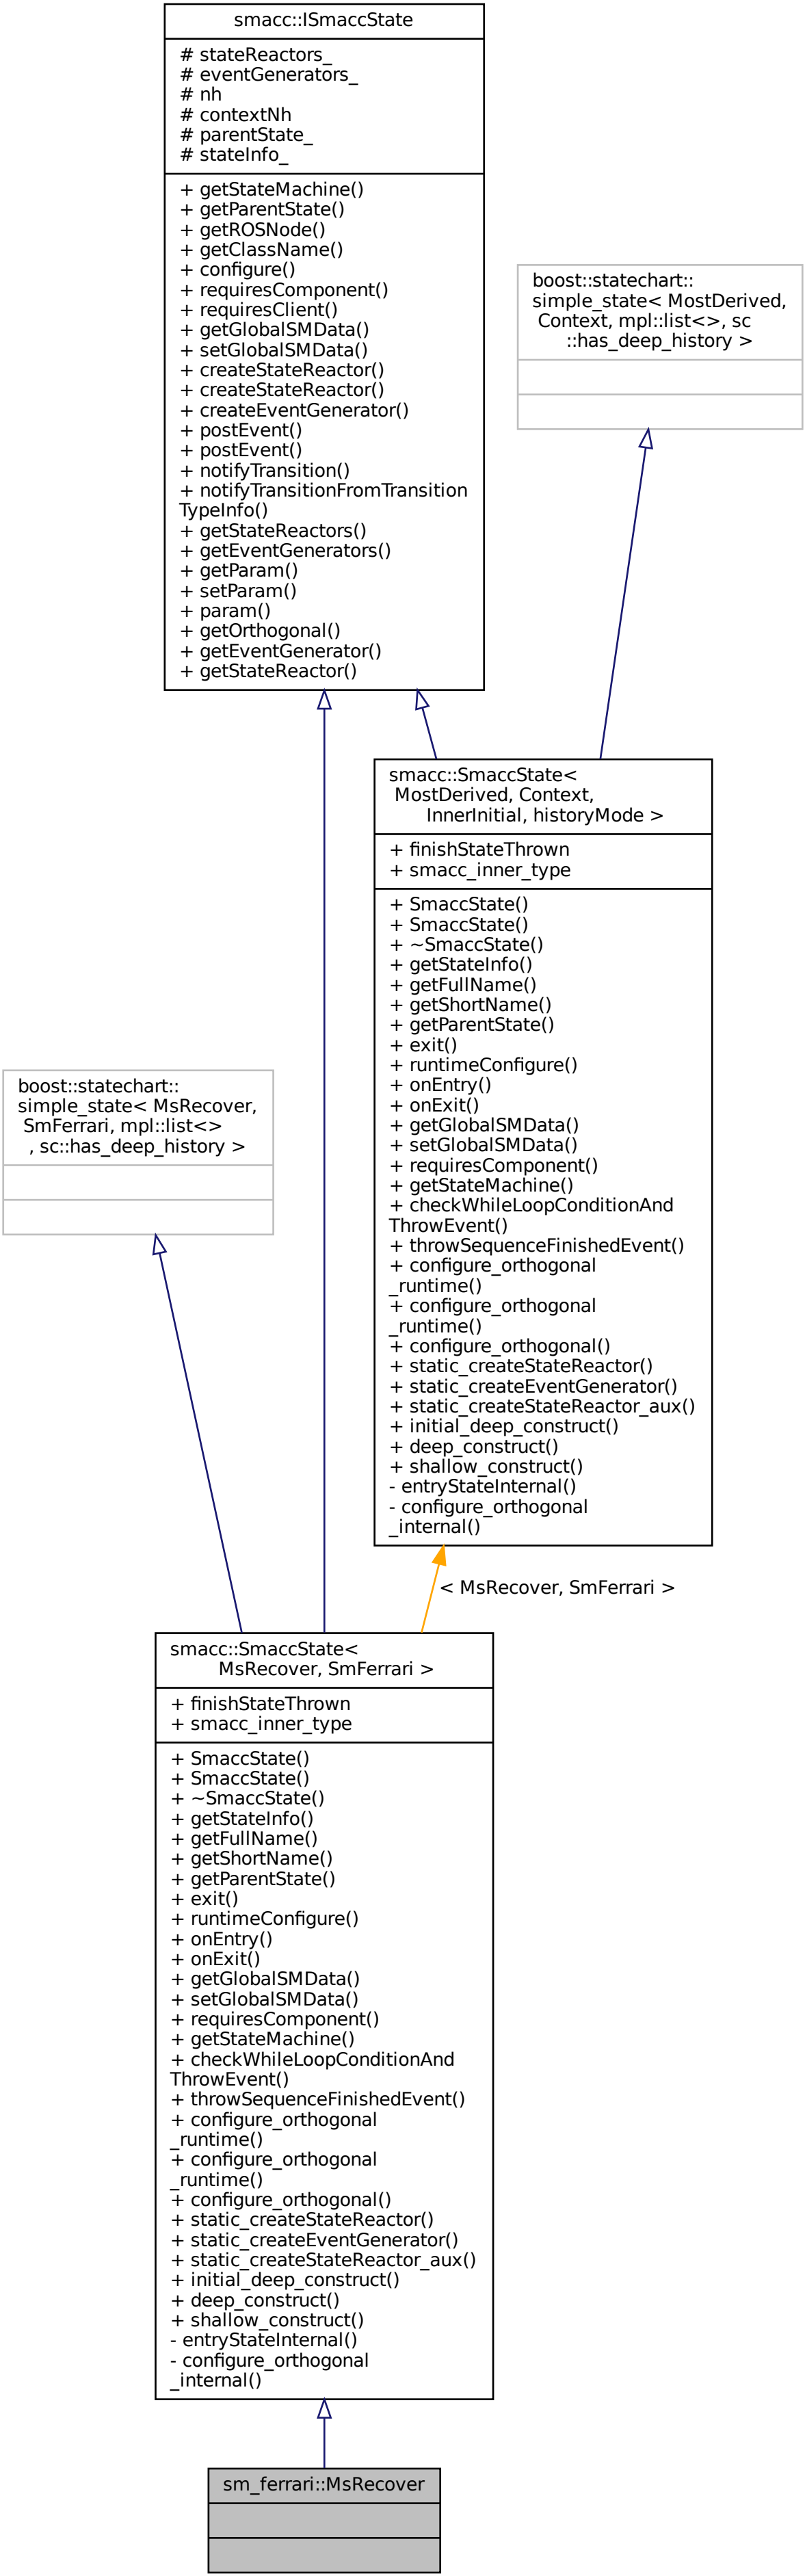 smacc::ISmaccState
# stateReactors_
# eventGenerators_
# nh
# contextNh
# parentState_
# stateInfo_
+ getStateMachine()
+ getParentState()
+ getROSNode()
+ getClassName()
+ configure()
+ requiresComponent()
+ requiresClient()
+ getGlobalSMData()
+ setGlobalSMData()
+ createStateReactor()
+ createStateReactor()
+ createEventGenerator()
+ postEvent()
+ postEvent()
+ notifyTransition()
+ notifyTransitionFromTransition
TypeInfo()
+ getStateReactors()
+ getEventGenerators()
+ getParam()
+ setParam()
+ param()
+ getOrthogonal()
+ getEventGenerator()
+ getStateReactor()
boost::statechart::
simple_state< MostDerived,
Context, mpl::list<>, sc
::has_deep_history >
smacc::SmaccState<
MostDerived, Context,
InnerInitial, historyMode >
+ finishStateThrown
+ smacc_inner_type
+ SmaccState()
+ SmaccState()
+ ~SmaccState()
+ getStateInfo()
+ getFullName()
+ getShortName()
+ getParentState()
+ exit()
+ runtimeConfigure()
+ onEntry()
+ onExit()
+ getGlobalSMData()
+ setGlobalSMData()
+ requiresComponent()
+ getStateMachine()
+ checkWhileLoopConditionAnd
ThrowEvent()
+ throwSequenceFinishedEvent()
+ configure_orthogonal
_runtime()
+ configure_orthogonal
_runtime()
+ configure_orthogonal()
+ static_createStateReactor()
+ static_createEventGenerator()
+ static_createStateReactor_aux()
+ initial_deep_construct()
+ deep_construct()
+ shallow_construct()
- entryStateInternal()
- configure_orthogonal
_internal()
boost::statechart::
simple_state< MsRecover,
SmFerrari, mpl::list<>
, sc::has_deep_history >
< MsRecover, SmFerrari >
smacc::SmaccState<
MsRecover, SmFerrari >
+ finishStateThrown
+ smacc_inner_type
+ SmaccState()
+ SmaccState()
+ ~SmaccState()
+ getStateInfo()
+ getFullName()
+ getShortName()
+ getParentState()
+ exit()
+ runtimeConfigure()
+ onEntry()
+ onExit()
+ getGlobalSMData()
+ setGlobalSMData()
+ requiresComponent()
+ getStateMachine()
+ checkWhileLoopConditionAnd
ThrowEvent()
+ throwSequenceFinishedEvent()
+ configure_orthogonal
_runtime()
+ configure_orthogonal
_runtime()
+ configure_orthogonal()
+ static_createStateReactor()
+ static_createEventGenerator()
+ static_createStateReactor_aux()
+ initial_deep_construct()
+ deep_construct()
+ shallow_construct()
- entryStateInternal()
- configure_orthogonal
_internal()
sm_ferrari::MsRecover